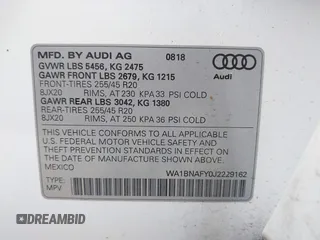 MFD. BY AUDI AG 0818
GVWR LBS 5456, KG 2475
GAWR FRONT LBS 2679, KG 1215
FRONT-TIRES 255/45 R20
8JX20 RIMS, AT 230 KPA 33 PSI COLD
GAWR REAR LBS 3042, KG 1380
REAR-TIRES 255/45 R20
8JX20 RIMS, AT 250 KPA 36 PSI COLD
THIS VEHICLE CONFORMS TO ALL APPLICABLE
U.S. FEDERAL MOTOR VEHICLE SAFETY AND
THEFT PREVENTION STANDARDS IN EFFECT ON
THE DATE OF MANUFACTURE SHOWN ABOVE.
MEXICO
Audi
TYPE:
MPV
WA1BNAFY0J2229162
DREAMBID